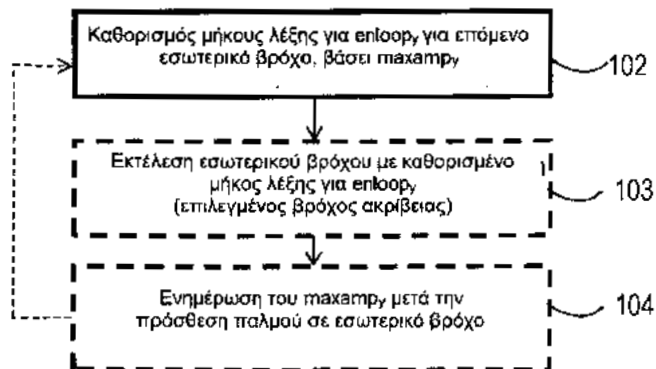 Καθορισμός μήκους λέξης για enloopy για επόμενο
εσωτερικό βρόχο, βάσει maxampy
102
Εκτέλεση εσωτερικού βρόχου με καθορισμένο
μήκος λέξης για enloopy
(επιλεγμένος βρόχος ακρίβειας)
103
Ενημέρωση του maxampy μετά την
πρόσθεση παλμού σε εσωτερικό βρόχο
104